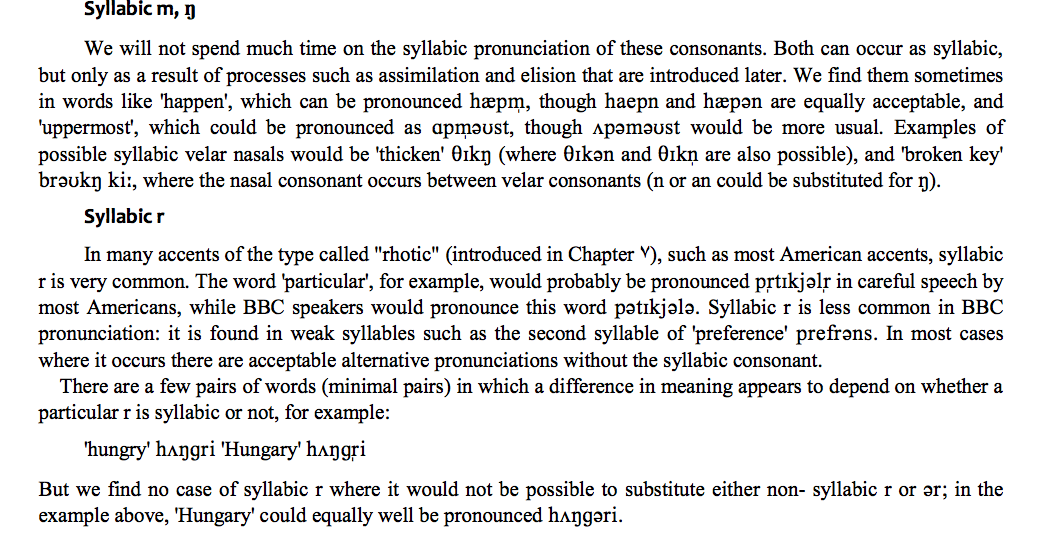 Syllabic m, ŋ
We will not spend much time on the syllabic pronunciation of these consonants. Both can occur as syllabic,
but only as a result of processes such as assimilation and elision that are introduced later. We find them sometimes
in words like 'happen', which can be pronounced hæpm̩, though haepn and hæpən are equally acceptable, and
'uppermost', which could be pronounced as ɑpm̩əʊst, though ʌpəməʊst would be more usual. Examples of
possible syllabic velar nasals would be 'thicken' θɪkŋ (where θɪkən and θɪkn̩ are also possible), and 'broken key'
brəʊkŋ kiː, where the nasal consonant occurs between velar consonants (n or an could be substituted for ŋ).
Syllabic r
In many accents of the type called "rhotic" (introduced in Chapter ۷), such as most American accents, syllabic
r is very common. The word 'particular', for example, would probably be pronounced pr̩tɪkjəlr̩ in careful speech by
most Americans, while BBC speakers would pronounce this word pətɪkjələ. Syllabic r is less common in BBC
pronunciation: it is found in weak syllables such as the second syllable of 'preference' prefrəns. In most cases
where it occurs there are acceptable alternative pronunciations without the syllabic consonant.
There are a few pairs of words (minimal pairs) in which a difference in meaning appears to depend on whether a
particular r is syllabic or not, for example:
'hungry' hʌŋgri 'Hungary' hʌŋgr̩i
But we find no case of syllabic r where it would not be possible to substitute either non- syllabic r or ər; in the
example above, 'Hungary' could equally well be pronounced hʌŋgəri.